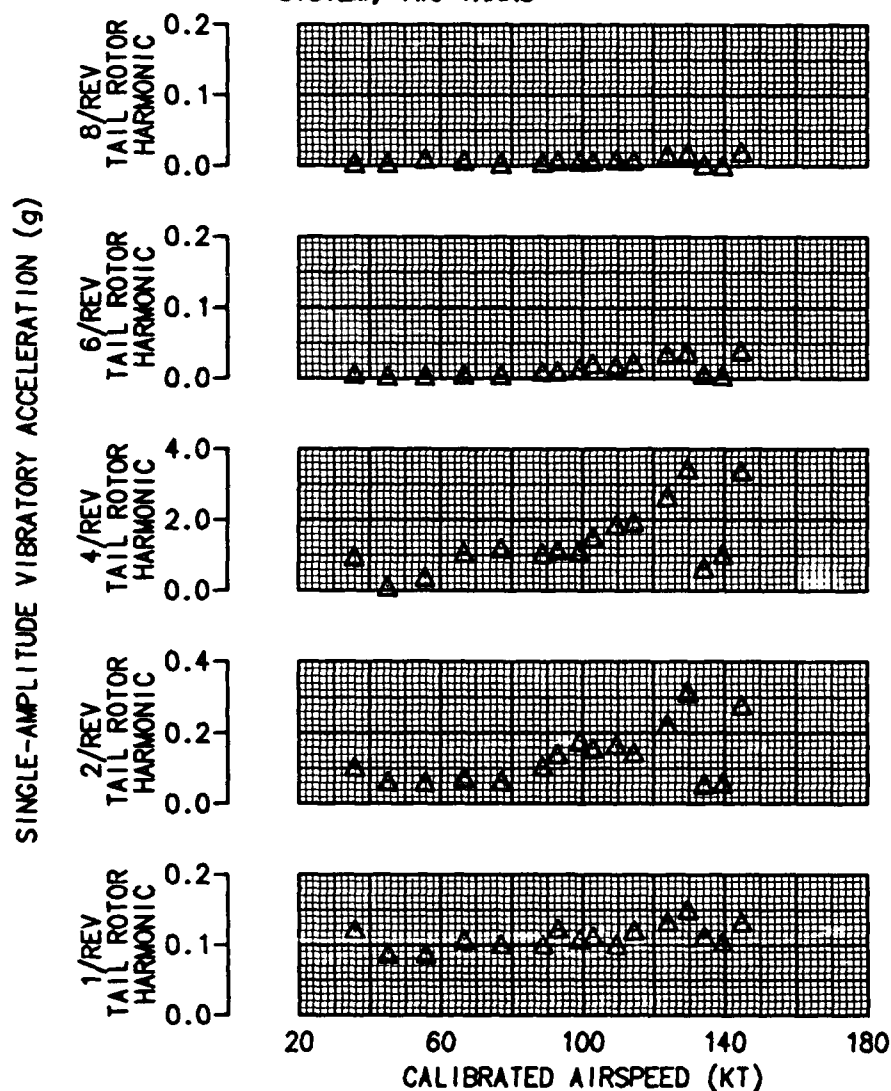 0.2
0.1
0.0
8/REV
TAIL ROTOR
HARMONIC
0.2
0.1
0.0
6/REV
TAIL ROTOR
HARMONIC
4.0
2.0
0.0
4/REV
TAIL ROTOR
HARMONIC
0.4
0.2
0.0
2/REV
TAIL ROTOR
HARMONIC
0.2
0.1
0.0
1/REV
TAIL ROTOR
HARMONIC
SINGLE-AMPLITUDE VIBRATORY ACCELERATION (g)
20 60 100 140 180
CALIBRATED AIRSPEED (KT)